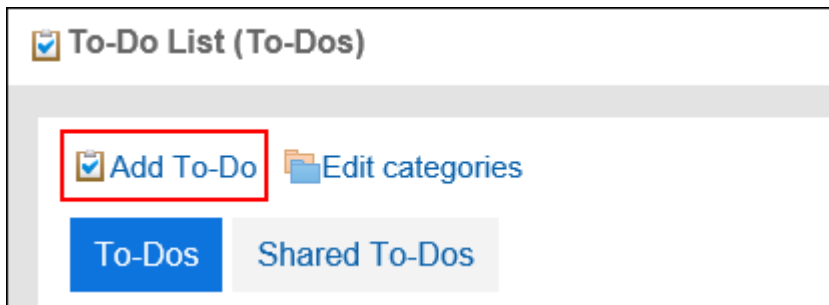 To-Do List (To-Dos)
Add To-Do Edit categories
To-Dos Shared To-Dos